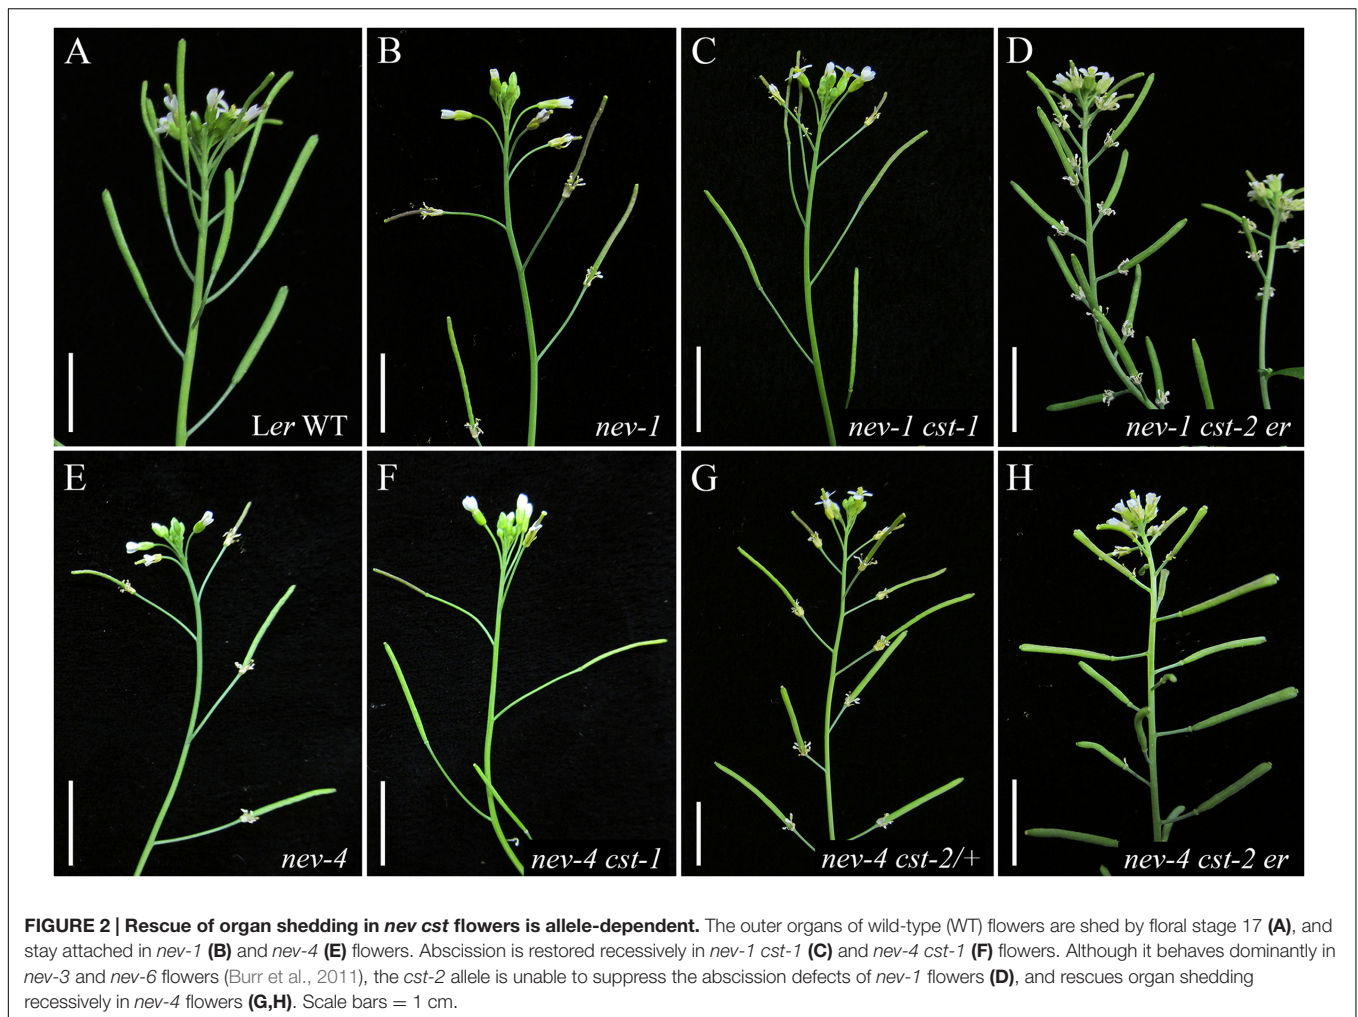 A
B
C
D
Ler WT
nev-1
nev-1 cst-1
nev-1 cst-2 er
E
F
G
H
nev-4
nev-4 cst-1
nev-4 cst-2/+
nev-4 cst-2 er
FIGURE 2 | Rescue of organ shedding in nev cst flowers is allele-dependent. The outer organs of wild-type (WT) flowers are shed by floral stage 17 (A), and
stay attached in nev-1 (B) and nev-4 (E) flowers. Abscission is restored recessively in nev-1 cst-1 (C) and nev-4 cst-1 (F) flowers. Although it behaves dominantly in
nev-3 and nev-6 flowers (Burr et al., 2011), the cst-2 allele is unable to suppress the abscission defects of nev-1 flowers (D), and rescues organ shedding
recessively in nev-4 flowers (G,H). Scale bars = 1 cm.